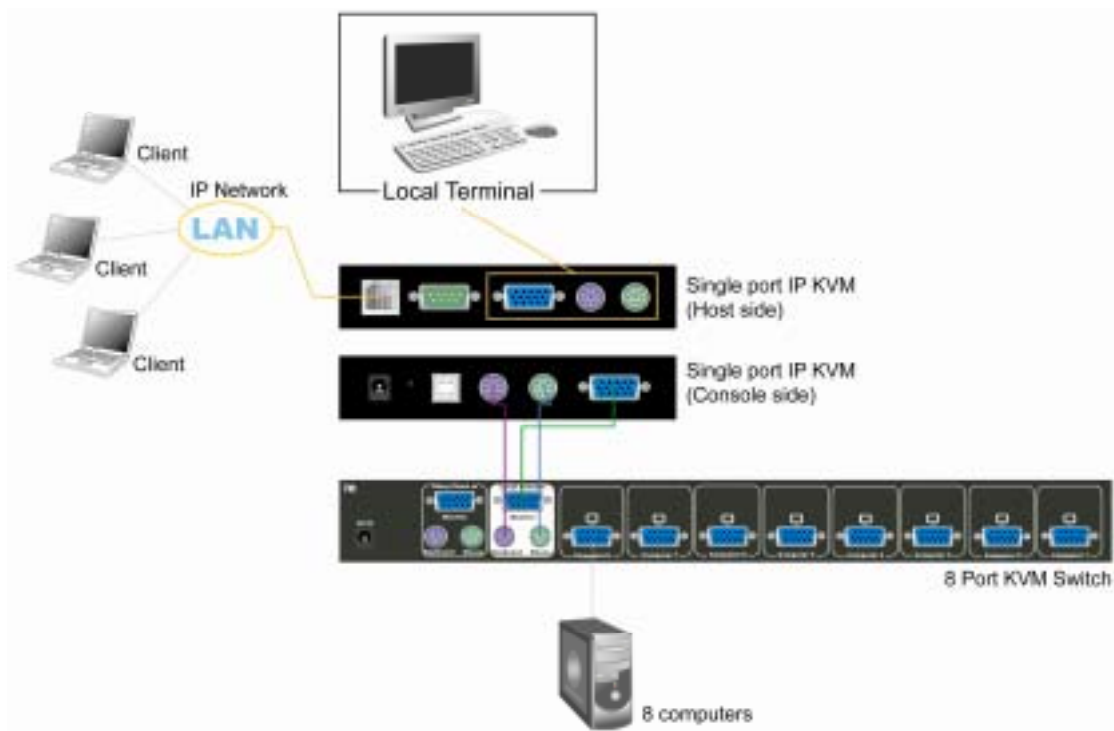 Client
IP Network
LAN
Client
Client
Local Terminal
Single port IP KVM
(Host side)
Single port IP KVM
(Console side)
8 Port KVM Switch
8 computers